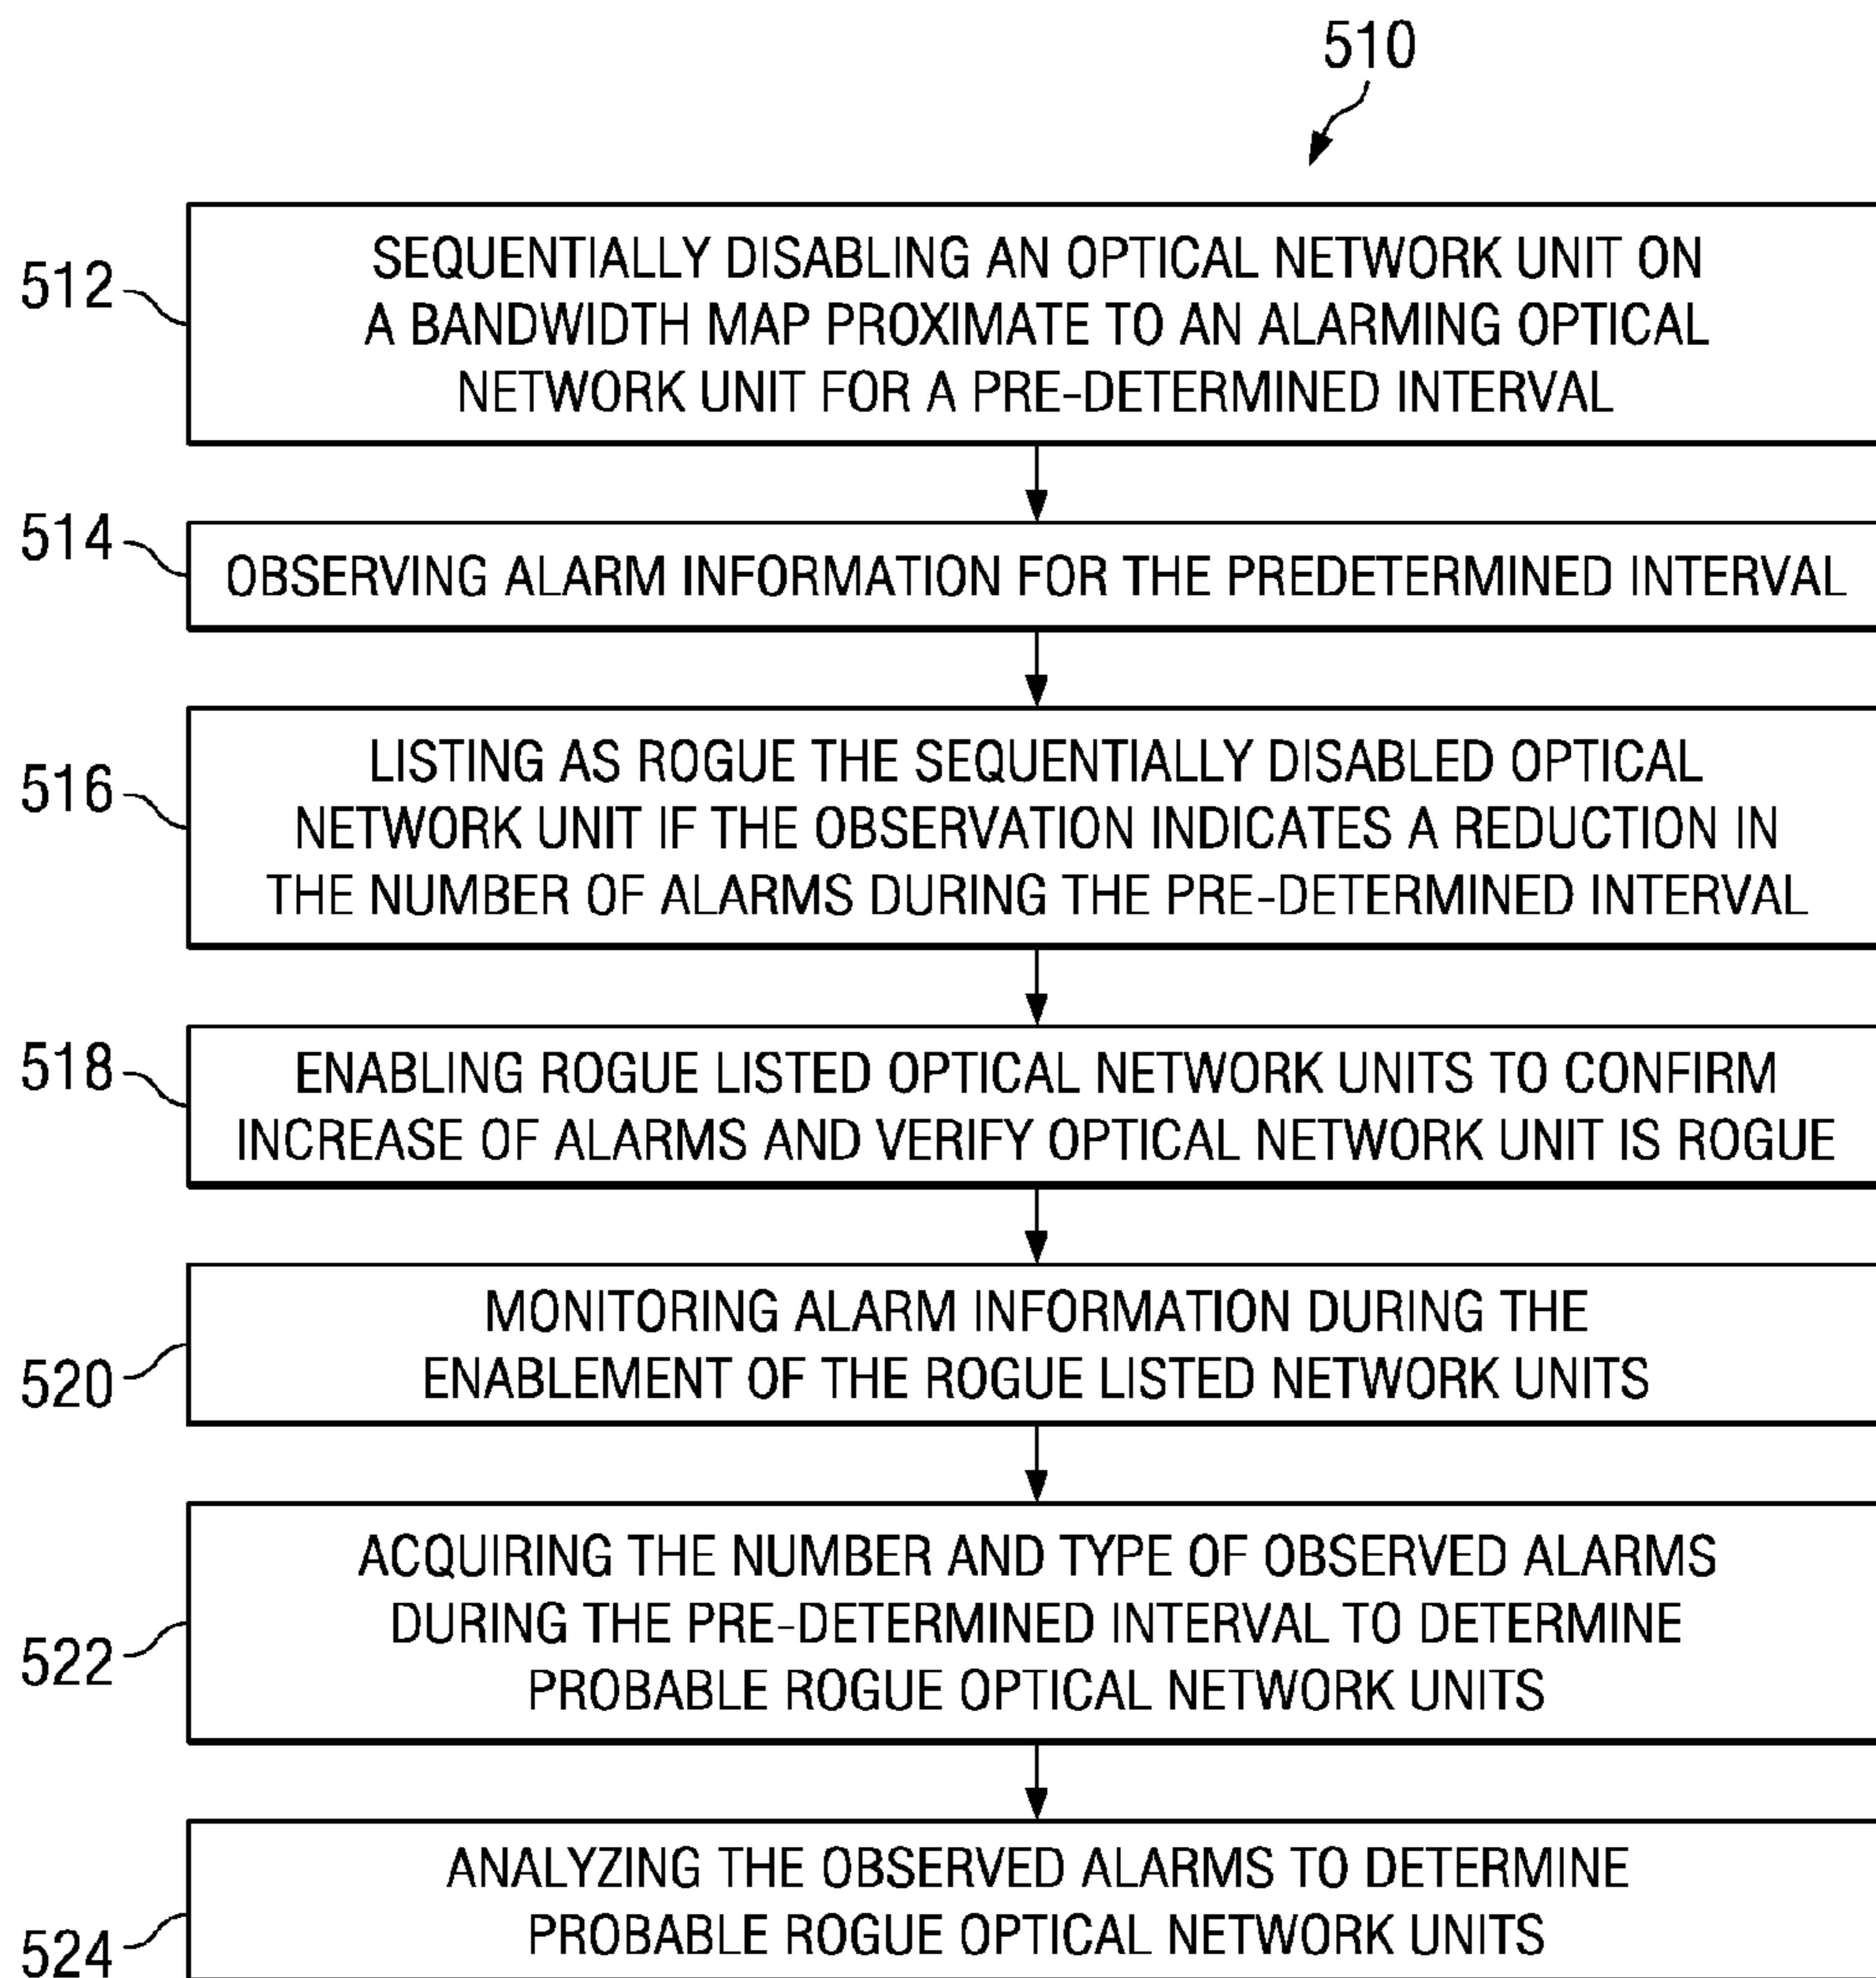 510
512
SEQUENTIALLY DISABLING AN OPTICAL NETWORK UNIT ON
A BANDWIDTH MAP PROXIMATE TO AN ALARMING OPTICAL
NETWORK UNIT FOR A PRE-DETERMINED INTERVAL
514
OBSERVING ALARM INFORMATION FOR THE PREDETERMINED INTERVAL
516
LISTING AS ROGUE THE SEQUENTIALLY DISABLED OPTICAL
NETWORK UNIT IF THE OBSERVATION INDICATES A REDUCTION IN
THE NUMBER OF ALARMS DURING THE PRE-DETERMINED INTERVAL
518
ENABLING ROGUE LISTED OPTICAL NETWORK UNITS TO CONFIRM
INCREASE OF ALARMS AND VERIFY OPTICAL NETWORK UNIT IS ROGUE
520
MONITORING ALARM INFORMATION DURING THE
ENABLEMENT OF THE ROGUE LISTED NETWORK UNITS
522
ACQUIRING THE NUMBER AND TYPE OF OBSERVED ALARMS
DURING THE PRE-DETERMINED INTERVAL TO DETERMINE
PROBABLE ROGUE OPTICAL NETWORK UNITS
524
ANALYZING THE OBSERVED ALARMS TO DETERMINE
PROBABLE ROGUE OPTICAL NETWORK UNITS